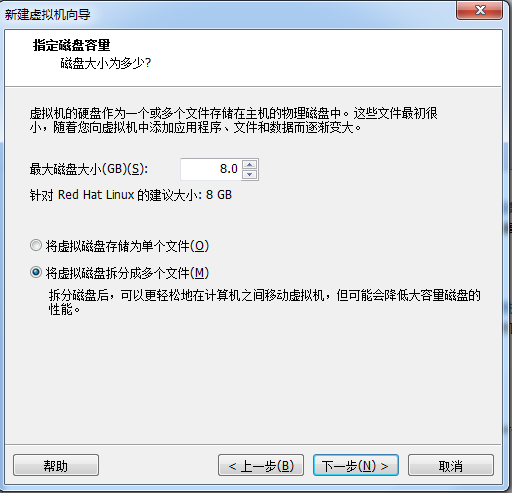 新建虚拟机向导
指定磁盘容量
磁盘大小为多少?
虚拟机的硬盘作为一个或多个文件存储在主机的物理磁盘中。这些文件最初很
小，随着您向虚拟机中添加应用程序、文件和数据而逐渐变大。
最大磁盘大小(GB)(S): 8.0
针对 Red Hat Linux 的建议大小: 8 GB
将虚拟磁盘存储为单个文件(O)
将虚拟磁盘拆分成多个文件(M)
拆分磁盘后，可以更轻松地在计算机之间移动虚拟机，但可能会降低大容量磁盘的
性能。
帮助 < 上一步(B) 下一步(N) > 取消